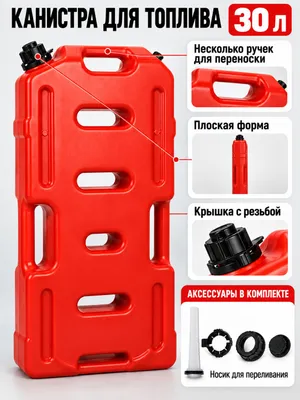 КАНИСТРА ДЛЯ ТОПЛИВА 30 л
Несколько ручек
для переноски
Плоская форма
Крышка с резьбой
АКСЕССУАРЫ В КОМПЛЕКТЕ
Носик для переливания